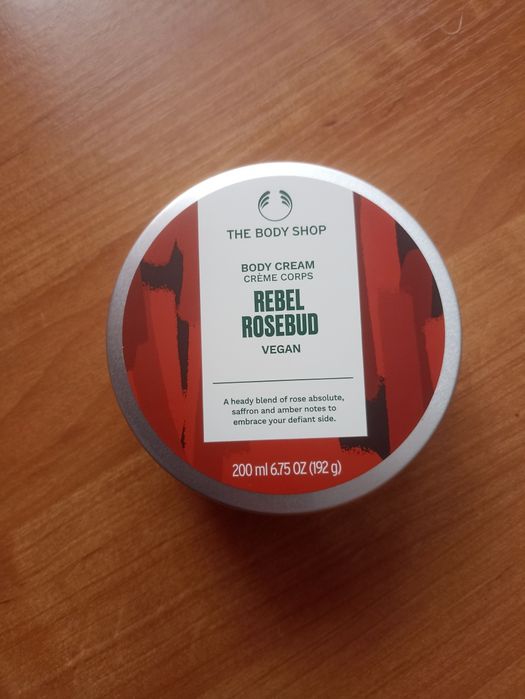 THE BODY SHOP
BODY CREAM
CRÈME CORPS
REBEL
ROSEBUD
VEGAN
A heady blend of rose absolute,
saffron and amber notes to
embrace your defiant side.
200 ml 6.75 OZ (192 g)